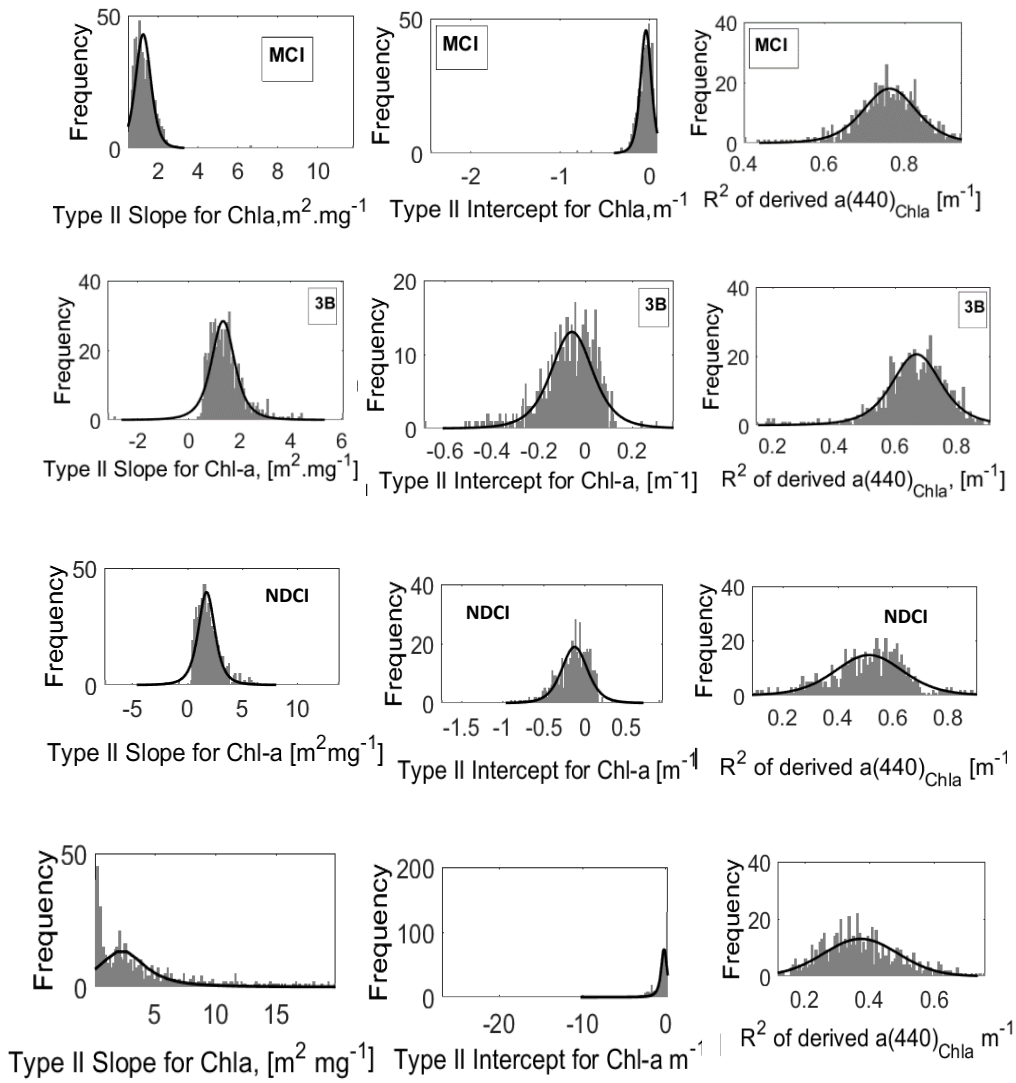 50
Frequency
MCI
0
2 4 6 8 10
Type II Slope for Chla,m².mg⁻¹
50
Frequency
MCI
0
-2 -1 0
Type II Intercept for Chla,m⁻¹
40
Frequency
MCI
20
0
0.4 0.6 0.8
R² of derived a(440)Chla [m⁻¹]
40
Frequency
3B
20
0
-2 0 2 4 6
Type II Slope for Chl-a, [m².mg⁻¹]
20
Frequency
3B
10
0
-0.6 -0.4 -0.2 0 0.2
Type II Intercept for Chl-a, [m⁻1]
40
Frequency
3B
20
0
0.2 0.4 0.6 0.8
R² of derived a(440)Chla, [m⁻¹]
50
Frequency
NDCI
0
-5 0 5 10
Type II Slope for Chl-a [m²mg⁻¹]
40
Frequency
NDCI
20
0
-1.5 -1 -0.5 0 0.5
Type II Intercept for Chl-a [m⁻¹
40
Frequency
NDCI
20
0
0.2 0.4 0.6 0.8
R² of derived a(440)Chla [m⁻¹
50
Frequency
0
5 10 15
Type II Slope for Chla, [m² mg⁻¹]
200
Frequency
100
0
-20 -10 0
Type II Intercept for Chl-a m⁻¹
40
Frequency
20
0
0.2 0.4 0.6
R² of derived a(440)Chla m⁻¹